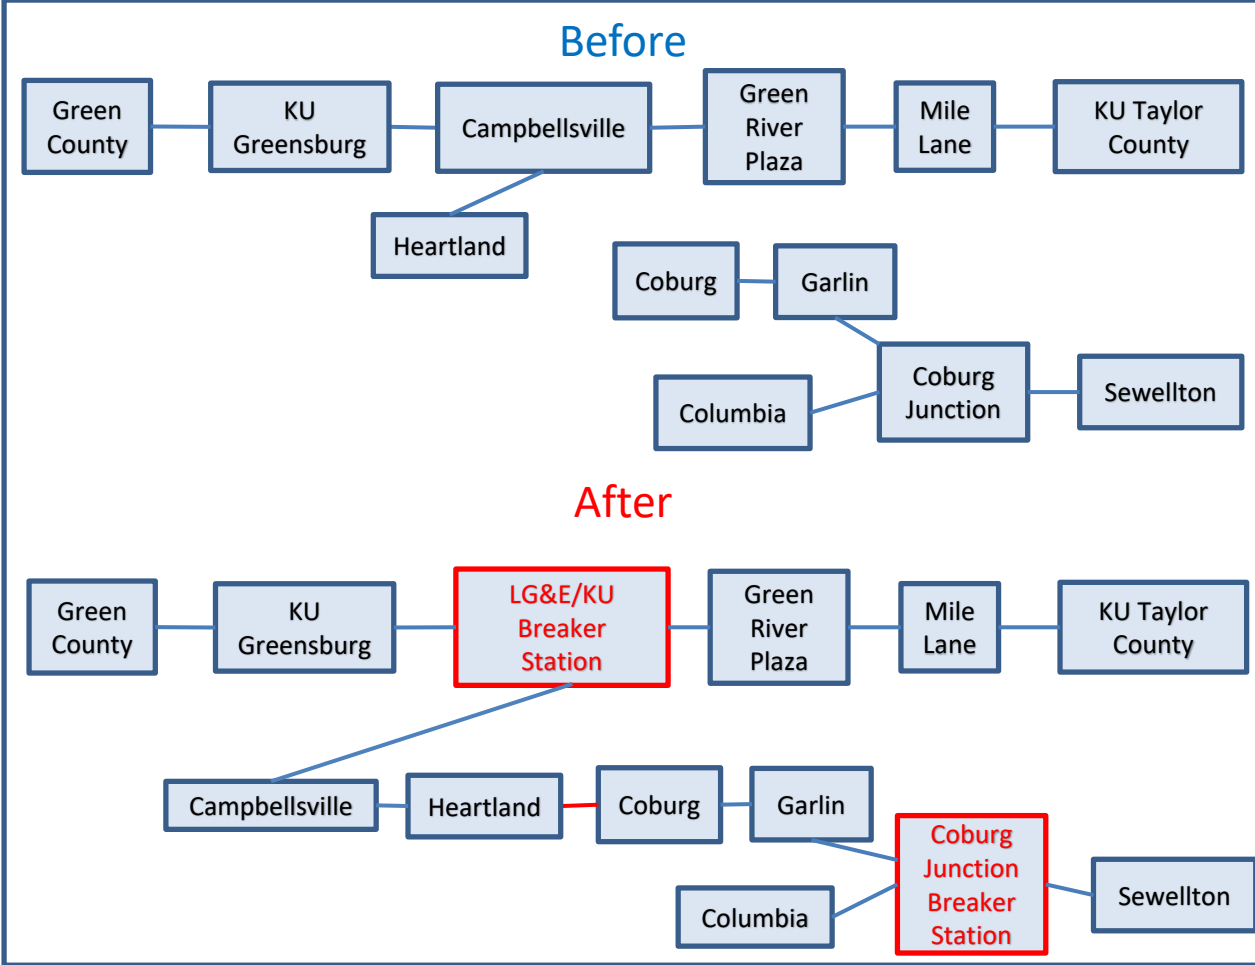 Before
Green
County
KU
Greensburg
Campbellsville
Green
River
Plaza
Mile
Lane
KU Taylor
County
Heartland
Coburg
Garlin
Columbia
Coburg
Junction
Sewellton
After
Green
County
KU
Greensburg
LG&E/KU
Breaker
Station
Green
River
Plaza
Mile
Lane
KU Taylor
County
Campbellsville
Heartland
Coburg
Garlin
Columbia
Coburg
Junction
Breaker
Station
Sewellton